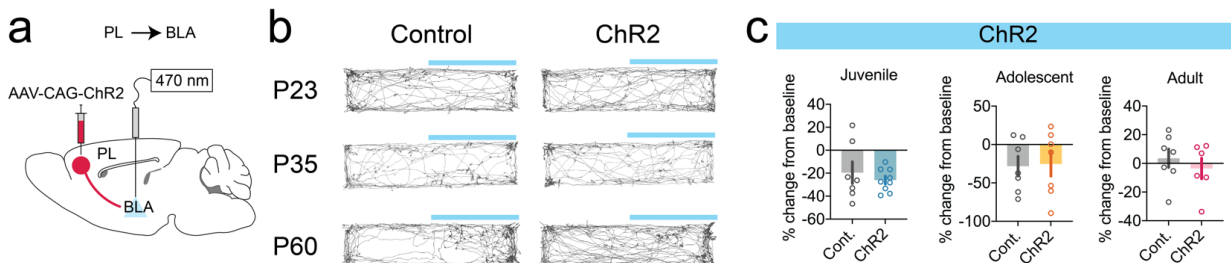 a
PL → BLA
470 nm
AAV-CAG-ChR2
PL
BLA
b
Control
ChR2
P23
P35
P60
c
ChR2
Juvenile
% change from baseline
40
20
0
-20
-40
-60
Cont.
ChR2
Adolescent
% change from baseline
50
0
-50
-100
Cont.
ChR2
Adult
% change from baseline
40
20
0
-20
-40
Cont.
ChR2